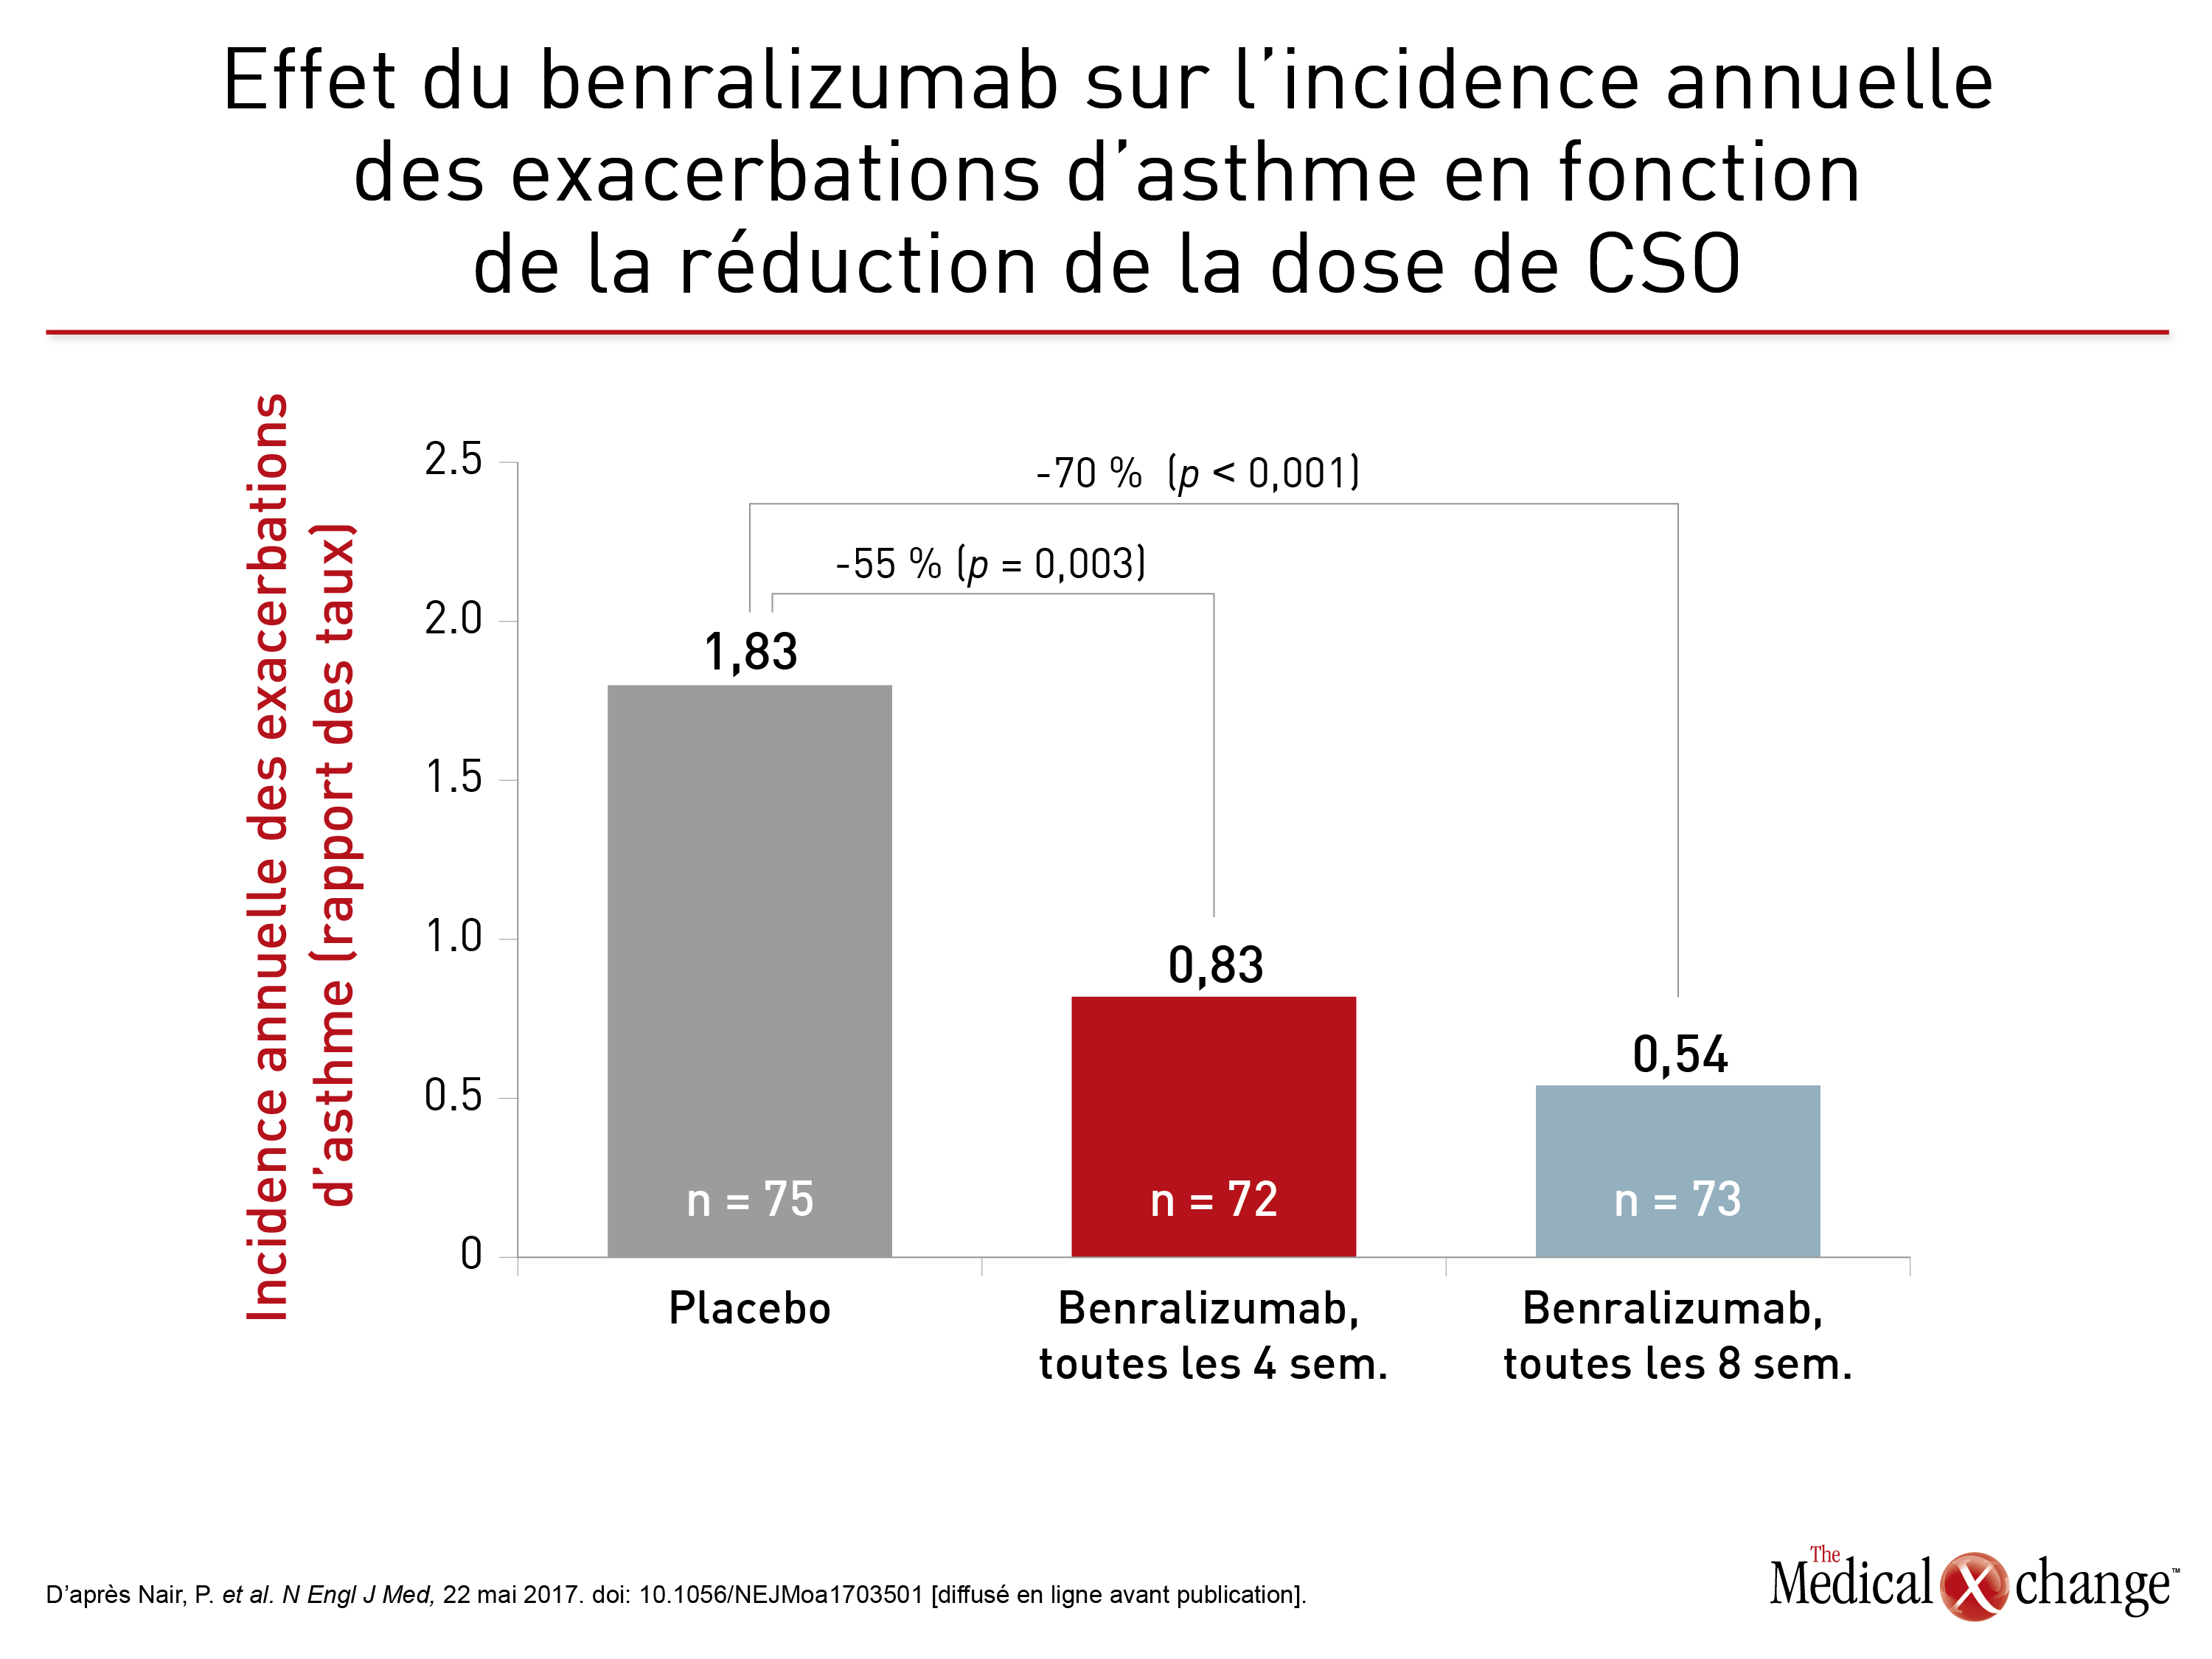 Effet du benralizumab sur l’incidence annuelle
des exacerbations d’asthme en fonction
de la réduction de la dose de CSO
Incidence annuelle des exacerbations
d’asthme (rapport des taux)
2.5
2.0
1.5
1.0
0.5
0
-70 % (p < 0,001)
-55 % (p = 0,003)
1,83
0,83
0,54
n = 75
n = 72
n = 73
Placebo
Benralizumab,
toutes les 4 sem.
Benralizumab,
toutes les 8 sem.
D’après Nair, P. et al. N Engl J Med, 22 mai 2017. doi: 10.1056/NEJMoa1703501 [diffusé en ligne avant publication].
The
Medical X change™